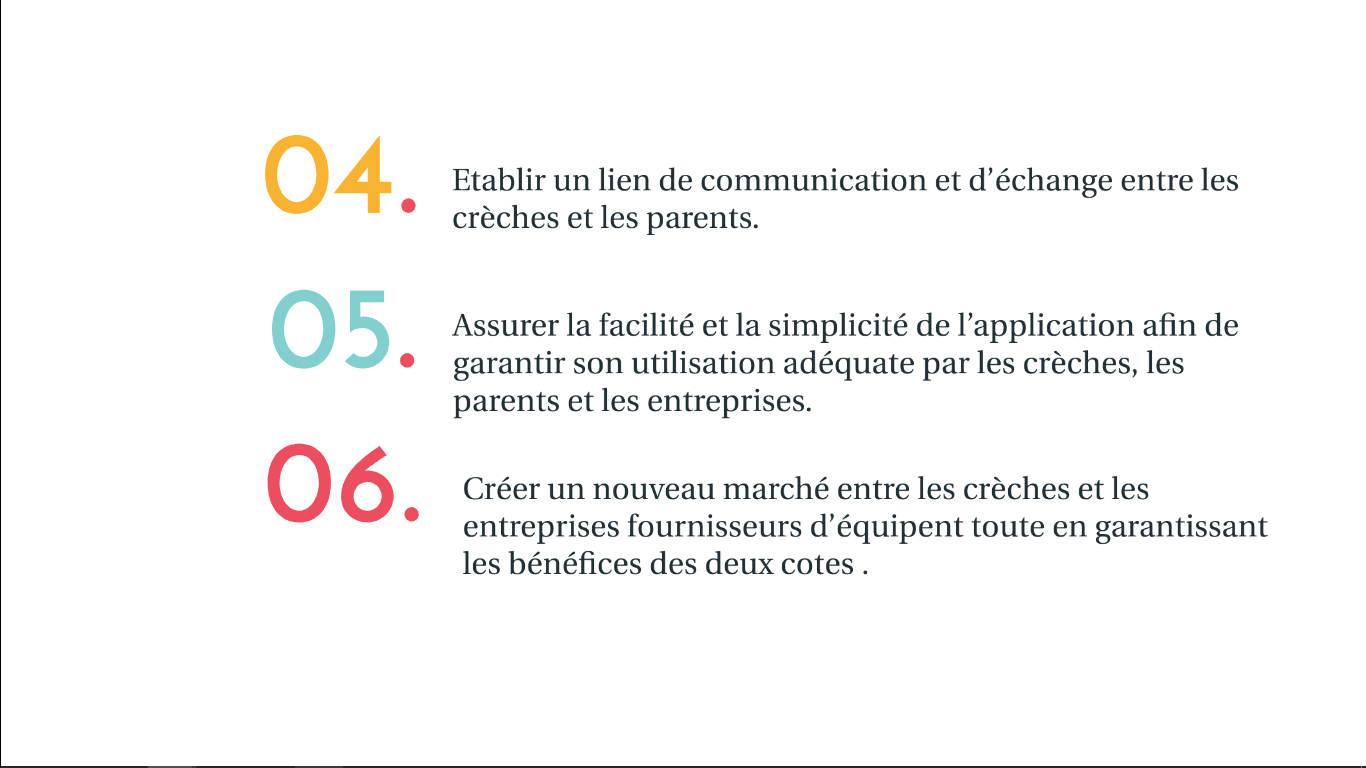 04.
Etablir un lien de communication et d’échange entre les
crèches et les parents.
05.
Assurer la facilité et la simplicité de l’application afin de
garantir son utilisation adéquate par les crèches, les
parents et les entreprises.
06.
Créer un nouveau marché entre les crèches et les
entreprises fournisseurs d’équipent toute en garantissant
les bénéfices des deux cotes .